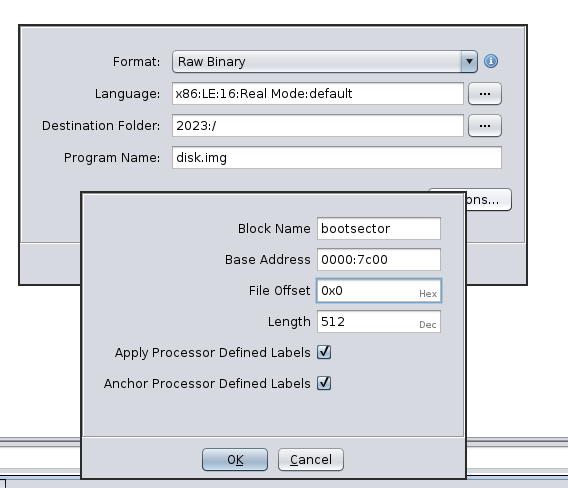 Format: Raw Binary
Language: x86:LE:16:Real Mode:default ...
Destination Folder: 2023:/ ...
Program Name: disk.img
ons...
Block Name bootsector
Base Address 0000:7c00
File Offset 0x0 Hex
Length 512 Dec
Apply Processor Defined Labels
Anchor Processor Defined Labels
OK Cancel